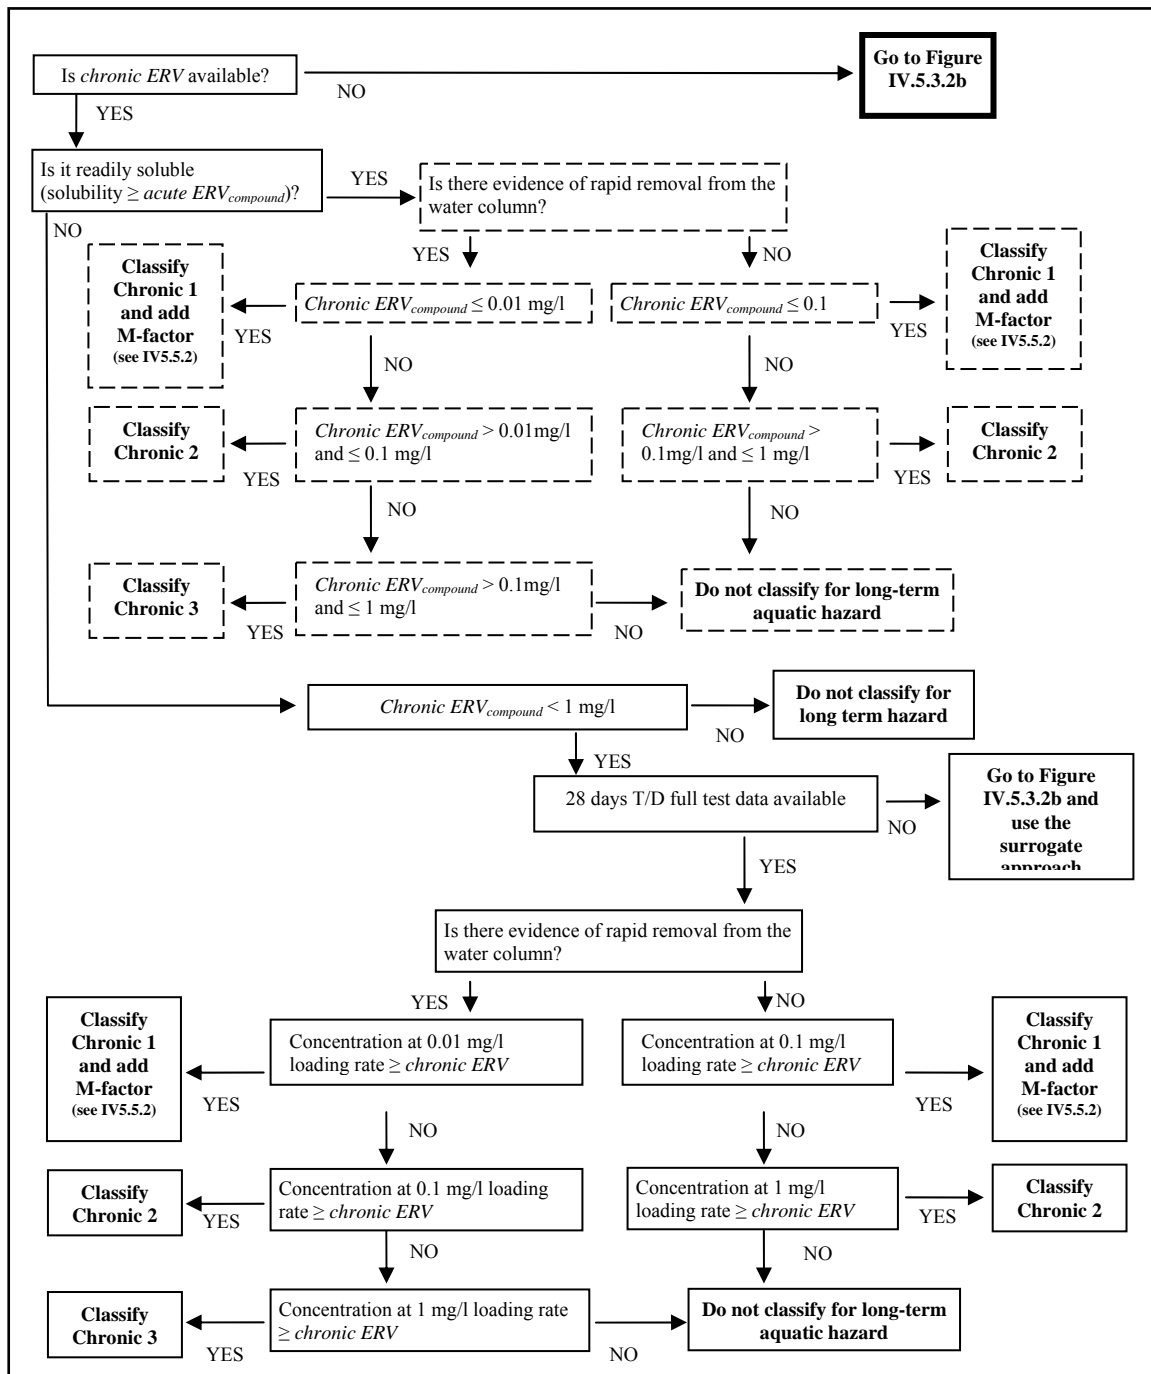 Is chronic ERV available?
NO
Go to Figure
IV.5.3.2b
YES
Is it readily soluble
(solubility ≥ acute ERVcompound)?
YES
Is there evidence of rapid removal from the
water column?
NO
YES
NO
Classify
Chronic 1
and add
M-factor
(see IV5.5.2)
YES
Chronic ERVcompound ≤ 0.01 mg/l
Chronic ERVcompound ≤ 0.1
YES
Classify
Chronic 1
and add
M-factor
(see IV5.5.2)
NO
NO
Classify
Chronic 2
YES
Chronic ERVcompound > 0.01mg/l
and ≤ 0.1 mg/l
Chronic ERVcompound >
0.1mg/l and ≤ 1 mg/l
YES
Classify
Chronic 2
NO
NO
Classify
Chronic 3
YES
Chronic ERVcompound > 0.1mg/l
and ≤ 1 mg/l
NO
Do not classify for long-term
aquatic hazard
Chronic ERVcompound < 1 mg/l
NO
Do not classify for
long term hazard
YES
28 days T/D full test data available
NO
Go to Figure
IV.5.3.2b and
use the
surrogate
approach
YES
Is there evidence of rapid removal from the
water column?
YES
NO
Classify
Chronic 1
and add
M-factor
(see IV5.5.2)
YES
Concentration at 0.01 mg/l
loading rate ≥ chronic ERV
Concentration at 0.1 mg/l
loading rate ≥ chronic ERV
YES
Classify
Chronic 1
and add
M-factor
(see IV5.5.2)
NO
NO
Classify
Chronic 2
YES
Concentration at 0.1 mg/l loading
rate ≥ chronic ERV
Concentration at 1 mg/l
loading rate ≥ chronic ERV
YES
Classify
Chronic 2
NO
NO
Classify
Chronic 3
YES
Concentration at 1 mg/l loading rate
≥ chronic ERV
NO
Do not classify for long-term
aquatic hazard